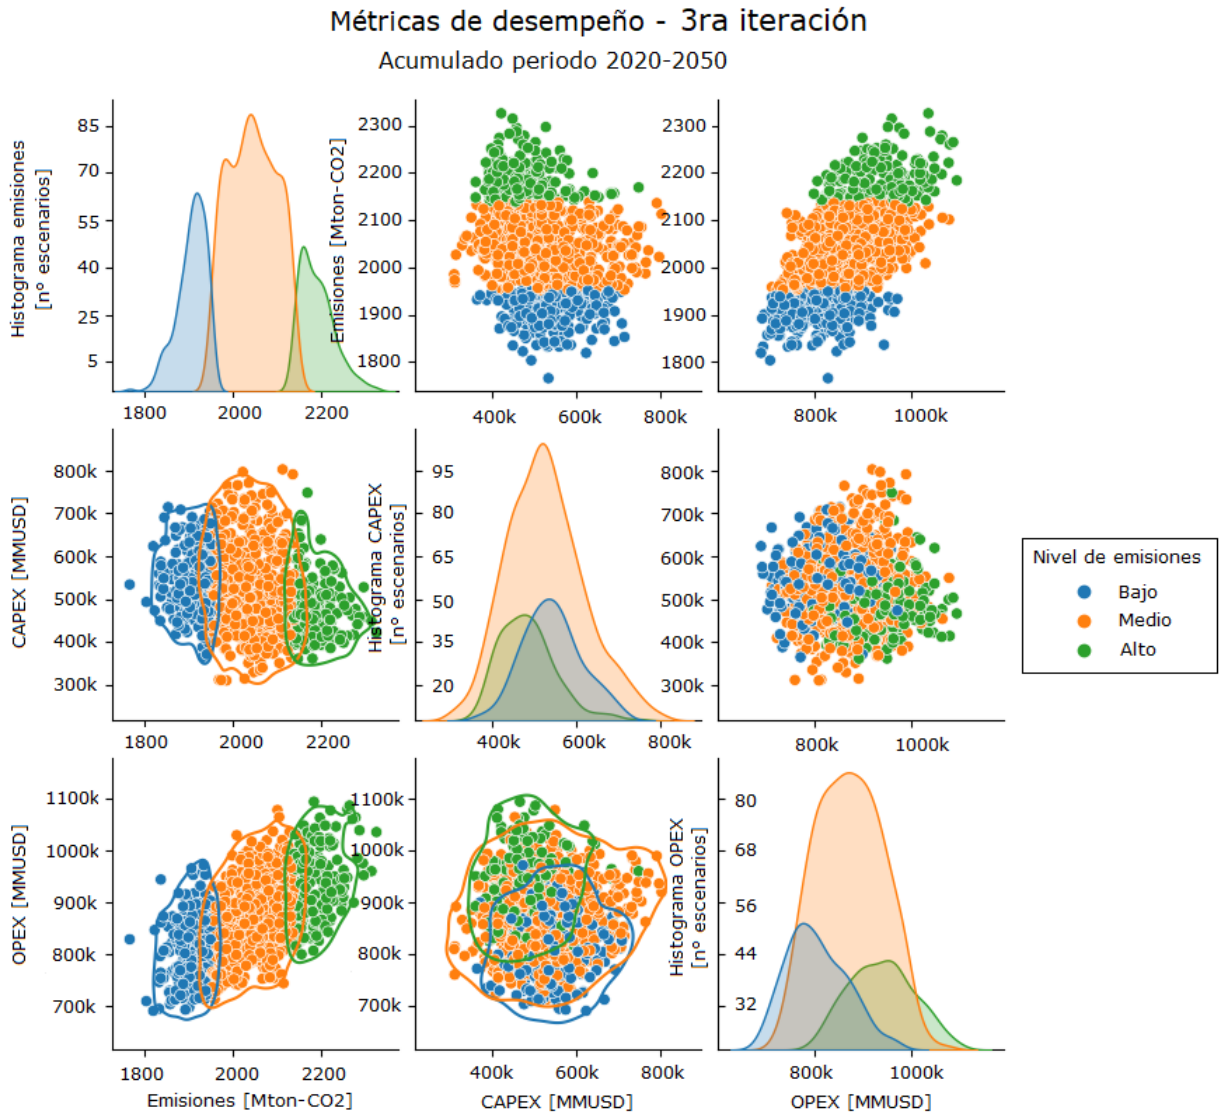 Métricas de desempeño - 3ra iteración
Acumulado periodo 2020-2050
Histograma emisiones
[n° escenarios]
85
70
55
40
25
5
1800
2000
2200
Emisiones [Mton-CO2]
2300
2200
2100
2000
1900
1800
400k
600k
800k
2300
2200
2100
2000
1900
1800
800k
1000k
CAPEX [MMUSD]
800k
700k
600k
500k
400k
300k
1800
2000
2200
Histograma CAPEX
[n° escenarios]
95
80
65
50
35
20
400k
600k
800k
800k
700k
600k
500k
400k
300k
800k
1000k
Nivel de emisiones
Bajo
Medio
Alto
OPEX [MMUSD]
1100k
1000k
900k
800k
700k
1800
2000
2200
Emisiones [Mton-CO2]
1100k
1000k
900k
800k
700k
400k
600k
800k
CAPEX [MMUSD]
Histograma OPEX
[n° escenarios]
80
68
56
44
32
800k
1000k
OPEX [MMUSD]